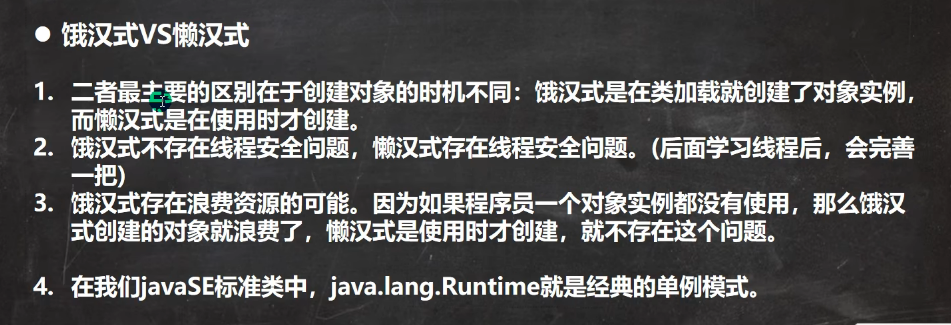 ● 饿汉式VS懒汉式
1. 二者最主要的区别在于创建对象的时机不同：饿汉式是在类加载就创建了对象实例，
而懒汉式是在使用时才创建。
2. 饿汉式不存在线程安全问题，懒汉式存在线程安全问题。(后面学习线程后，会完善
一把)
3. 饿汉式存在浪费资源的可能。因为如果程序员一个对象实例都没有使用，那么饿汉
式创建的对象就浪费了，懒汉式是使用时才创建，就不存在这个问题。
4. 在我们javaSE标准类中，java.lang.Runtime就是经典的单例模式。